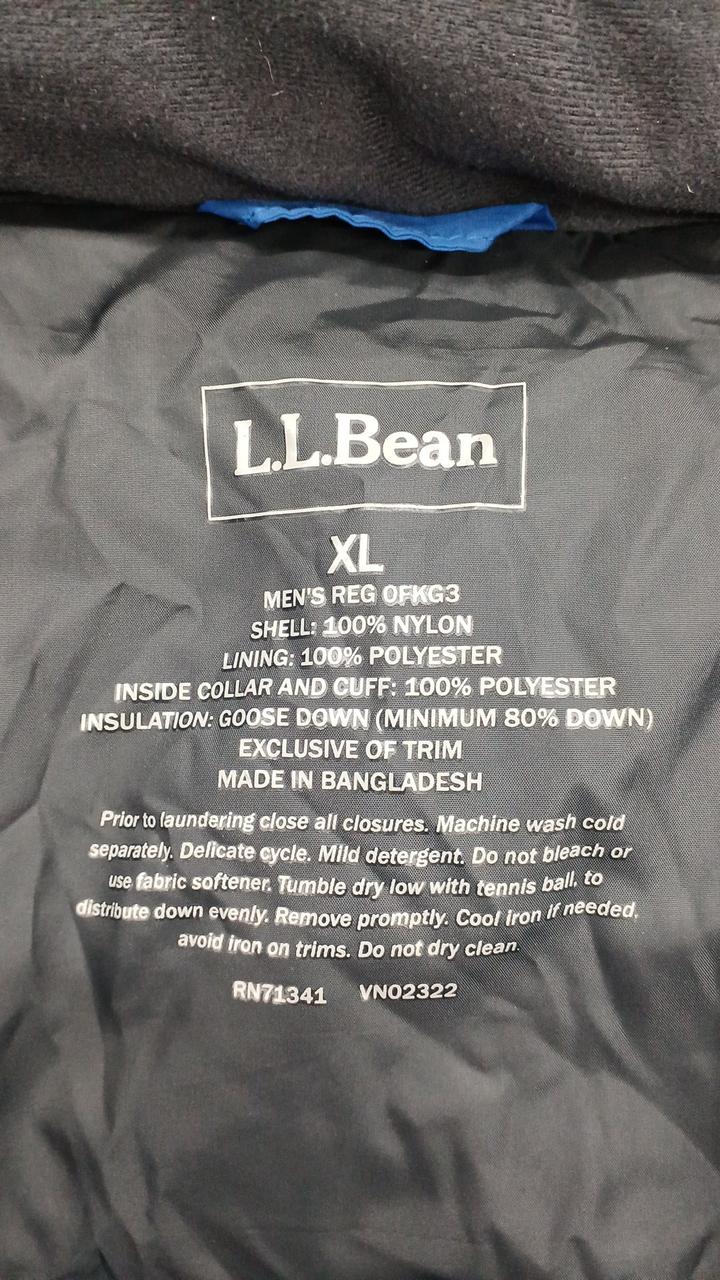 L.L.Bean
XL
MEN'S REG 0FKG3
SHELL: 100% NYLON
LINING: 100% POLYESTER
INSIDE COLLAR AND CUFF: 100% POLYESTER
INSULATION: GOOSE DOWN (MINIMUM 80% DOWN)
EXCLUSIVE OF TRIM
MADE IN BANGLADESH
Prior to laundering close all closures. Machine wash cold
separately. Delicate cycle. Mild detergent. Do not bleach or
use fabric softener. Tumble dry low with tennis ball, to
distribute down evenly. Remove promptly. Cool iron if needed,
avoid iron on trims. Do not dry clean.
RN71341 VN02322